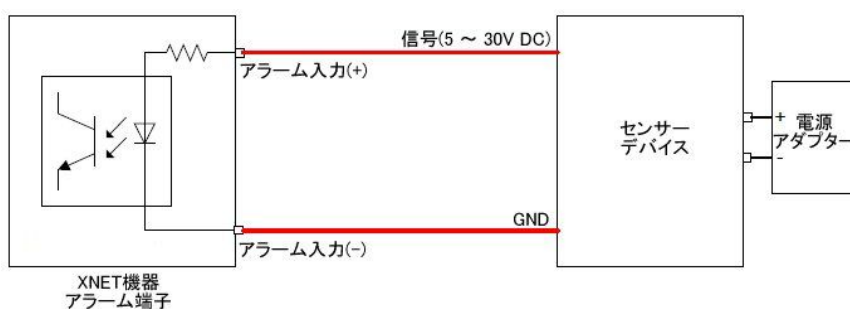 信号(5 ～ 30V DC)
アラーム入力(+)
センサー
デバイス
+
-
電源
アダプター
GND
アラーム入力(-)
XNET機器
アラーム端子